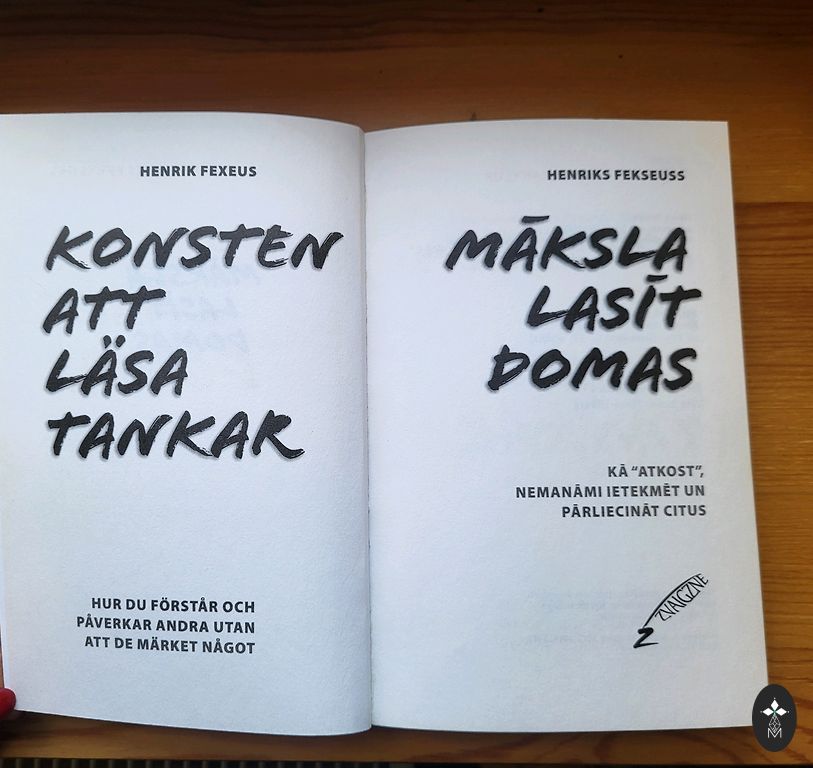 HENRIK FEXEUS
KONSTEN
ATT
LÄSA
TANKAR
HUR DU FÖRSTÅR OCH
PÅVERKAR ANDRA UTAN
ATT DE MÄRKET NÅGOT
HENRIKS FEKSEUSS
MĀKSLA
LASĪT
DOMAS
KĀ “ATKOST”,
NEMANĀMI IETEKMĒT UN
PĀRLIECINĀT CITUS
ZVAIGZNE
Z
M